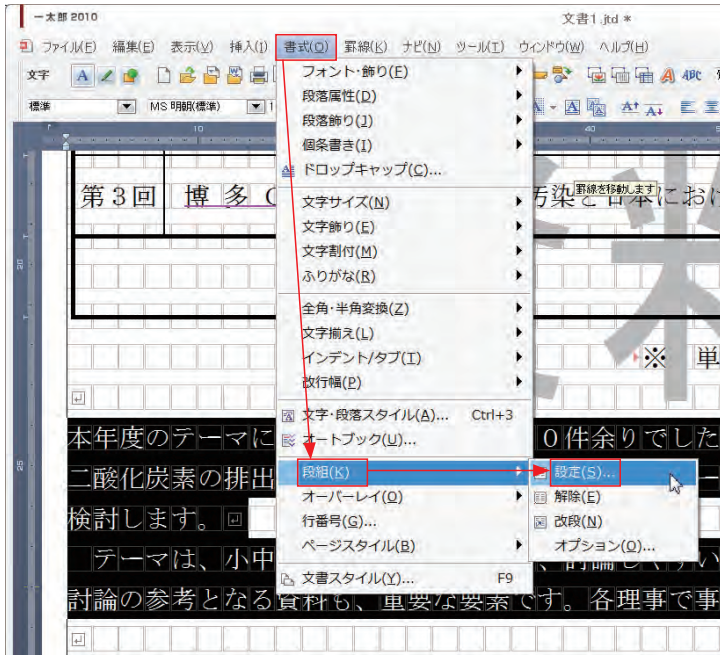 一太郎 2010 文書1.jtd *
ファイル(F) 編集(E) 表示(V) 挿入(I) 書式(O) 罫線(K) ナビ(N) ツール(T) ウィンドウ(W) ヘルプ(H)
文字 A ABC
標準 MS 明朝(標準) 1
10 40
フォント・飾り(F)
段落属性(D)
段落飾り(J)
個条書き(I)
ドロップキャップ(C)...
文字サイズ(N)
文字飾り(E)
文字割付(M)
ふりがな(R)
全角・半角変換(Z)
文字揃え(L)
インデント/タブ(T)
改行幅(P)
文字・段落スタイル(A)... Ctrl+3
オートブック(U)...
段組(K)
オーバーレイ(O)
行番号(G)...
ページスタイル(B)
文書スタイル(Y)... F9
設定(S)...
解除(E)
改段(N)
オプション(O)...
罫線を移動します
第3回 博 多 汚染と日本におけ
20
※ 単
本年度のテーマに 0件余りでした
25
二酸化炭素の排出
検討します。
テーマは、小中
討論の参考となる資料も、重要な要素です。各理事で事